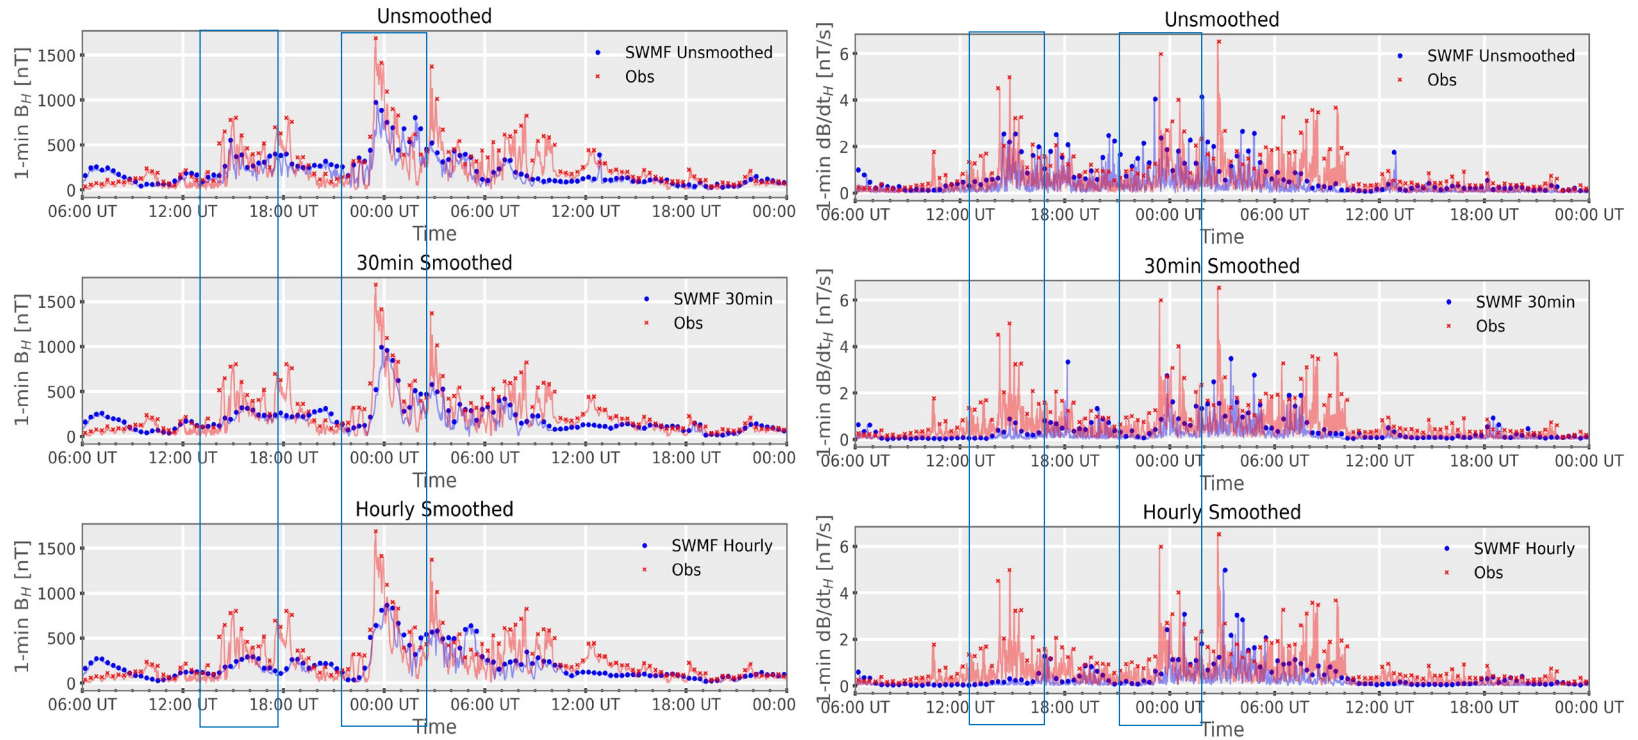 Unsmoothed
1-min B_H [nT]
1500
1000
500
0
SWMF Unsmoothed
Obs
06:00 UT 12:00 UT 18:00 UT 00:00 UT 06:00 UT 12:00 UT 18:00 UT 00:00
Time
30min Smoothed
1-min B_H [nT]
1500
1000
500
0
SWMF 30min
Obs
06:00 UT 12:00 UT 18:00 UT 00:00 UT 06:00 UT 12:00 UT 18:00 UT 00:00
Time
Hourly Smoothed
1-min B_H [nT]
1500
1000
500
0
SWMF Hourly
Obs
06:00 UT 12:00 UT 18:00 UT 00:00 UT 06:00 UT 12:00 UT 18:00 UT 00:00
Time
Unsmoothed
1-min dB/dt_H [nT/s]
6
4
2
0
SWMF Unsmoothed
Obs
06:00 UT 12:00 UT 18:00 UT 00:00 UT 06:00 UT 12:00 UT 18:00 UT 00:00 UT
Time
30min Smoothed
1-min dB/dt_H [nT/s]
6
4
2
0
SWMF 30min
Obs
06:00 UT 12:00 UT 18:00 UT 00:00 UT 06:00 UT 12:00 UT 18:00 UT 00:00 UT
Time
Hourly Smoothed
1-min dB/dt_H [nT/s]
6
4
2
0
SWMF Hourly
Obs
06:00 UT 12:00 UT 18:00 UT 00:00 UT 06:00 UT 12:00 UT 18:00 UT 00:00 UT
Time